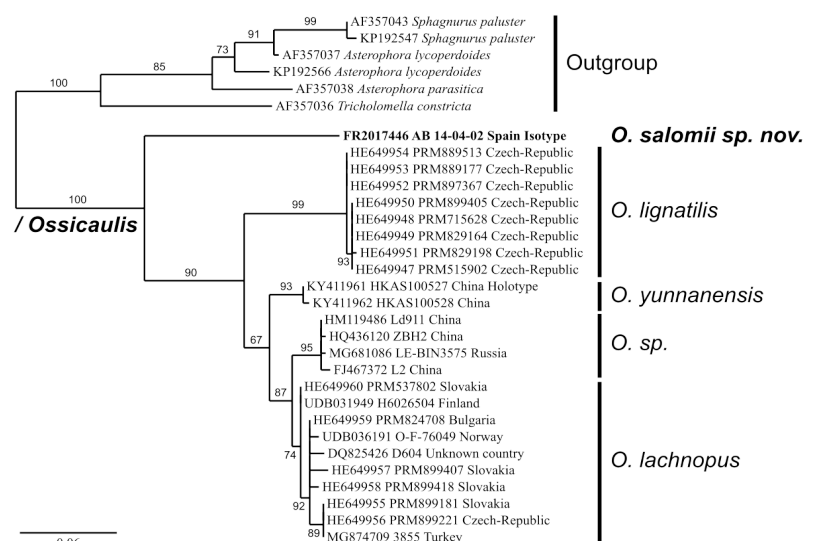 AF357043 Sphagnurus paluster
99
KP192547 Sphagnurus paluster
91
AF357037 Asterophora lycoperdoides
73
KP192566 Asterophora lycoperdoides
85
AF357038 Asterophora parasitica
100
AF357036 Tricholomella constricta
Outgroup
FR2017446 AB 14-04-02 Spain Isotype
O. salomii sp. nov.
HE649954 PRM889513 Czech-Republic
HE649953 PRM889177 Czech-Republic
HE649952 PRM897367 Czech-Republic
100
99
HE649950 PRM899405 Czech-Republic
HE649948 PRM715628 Czech-Republic
O. lignatilis
/ Ossicaulis
HE649949 PRM829164 Czech-Republic
HE649951 PRM829198 Czech-Republic
93
HE649947 PRM515902 Czech-Republic
90
93
KY411961 HKAS100527 China Holotype
O. yunnanensis
KY411962 HKAS100528 China
HM119486 Ld911 China
HQ436120 ZBH2 China
67
95
O. sp.
MG681086 LE-BIN3575 Russia
FJ467372 L2 China
87
HE649960 PRM537802 Slovakia
UDB031949 H6026504 Finland
HE649959 PRM824708 Bulgaria
UDB036191 O-F-76049 Norway
74
DQ825426 D604 Unknown country
O. lachnopus
HE649957 PRM899407 Slovakia
HE649958 PRM899418 Slovakia
92
HE649955 PRM899181 Slovakia
HE649956 PRM899221 Czech-Republic
89
MG874709 3855 Turkey